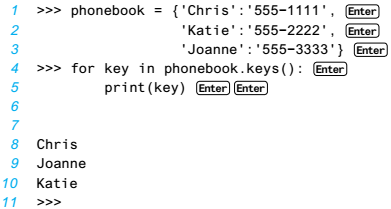 1 >>> phonebook = {'Chris':'555−1111', Enter
2 'Katie':'555−2222', Enter
3 'Joanne':'555−3333'} Enter
4 >>> for key in phonebook.keys(): Enter
5 print(key) Enter Enter
6
7
8 Chris
9 Joanne
10 Katie
11 >>>